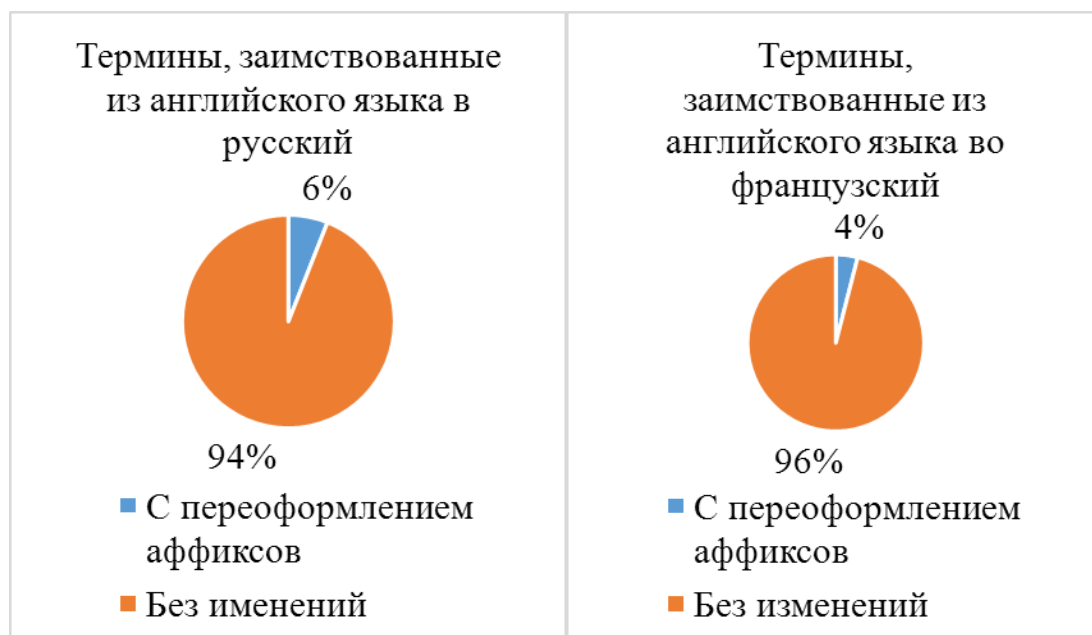 Термины, заимствованные
из английского языка в
русский
6%
94%
С переоформлением
аффиксов
Без именений
Термины,
заимствованные из
английского языка во
французский
4%
96%
С переоформлением
аффиксов
Без изменений